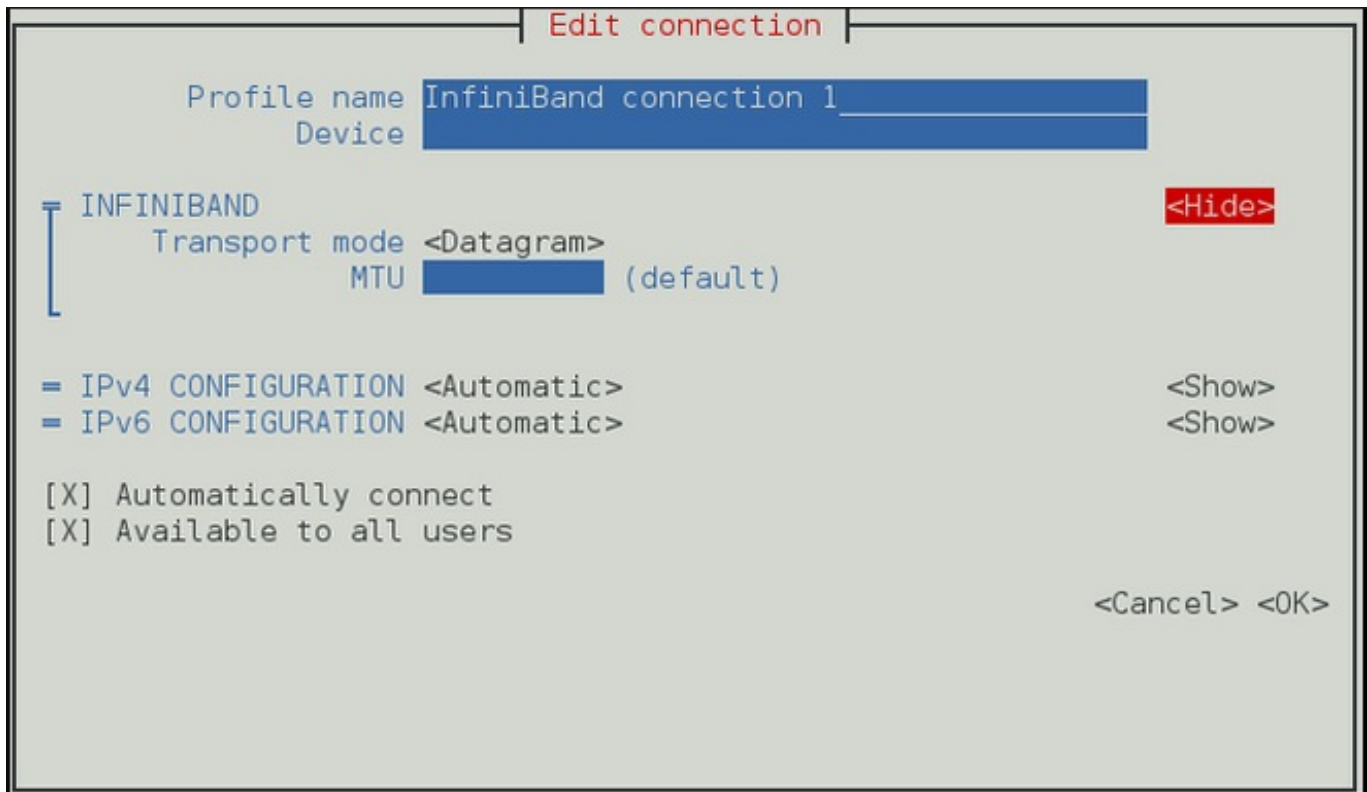 Edit connection
Profile name InfiniBand connection 1
Device
INFINIBAND <Hide>
Transport mode <Datagram>
MTU (default)
= IPv4 CONFIGURATION <Automatic> <Show>
= IPv6 CONFIGURATION <Automatic> <Show>
[X] Automatically connect
[X] Available to all users
<Cancel> <OK>